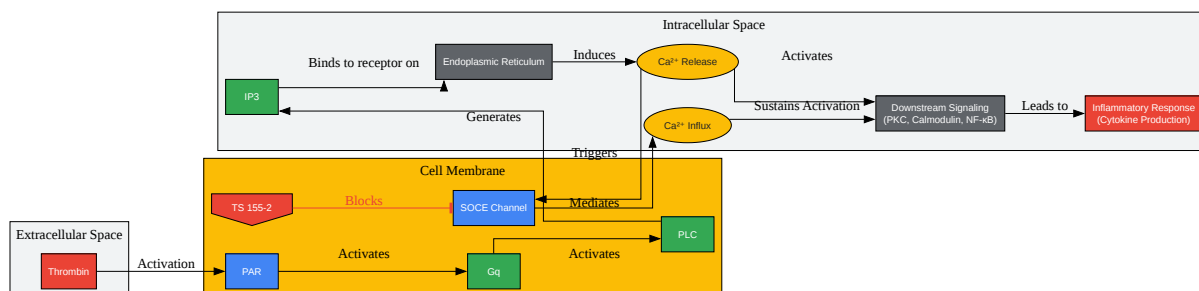 Intracellular Space
Binds to receptor on
Endoplasmic Reticulum
Induces
Ca²⁺ Release
Activates
IP3
Generates
Ca²⁺ Influx
Sustains Activation
Downstream Signaling
(PKC, Calmodulin, NF-κB)
Leads to
Inflammatory Response
(Cytokine Production)
Triggers
Cell Membrane
TS 155-2
Blocks
SOCE Channel
Mediates
PLC
Extracellular Space
Thrombin
Activation
PAR
Activates
Gq
Activates